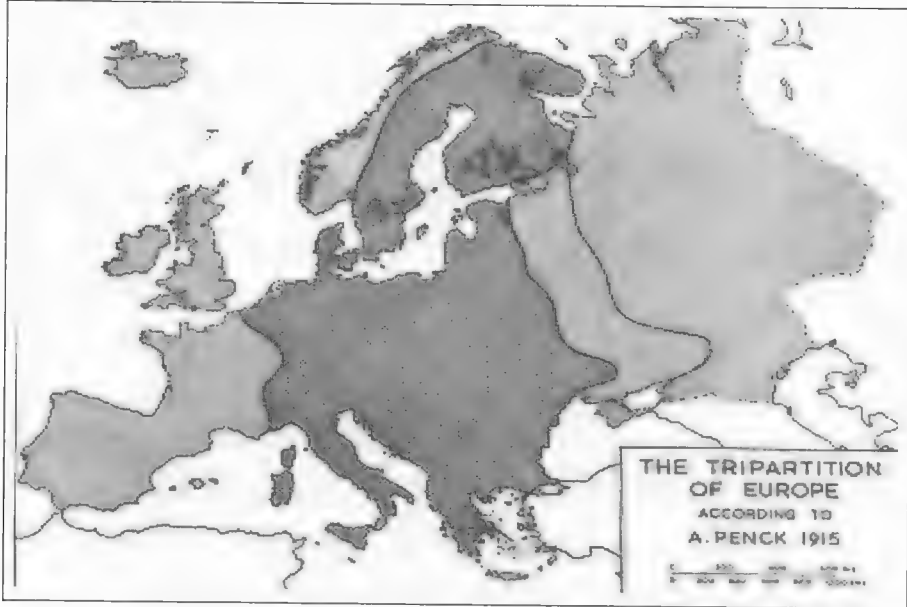 THE TRIPARTITION
OF EUROPE
ACCORDING TO
A. PENCK 1915